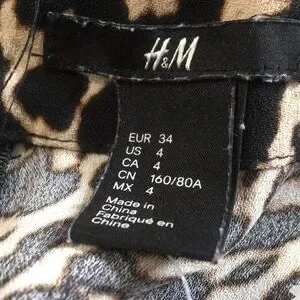 H&M
EUR 34
US 4
CA 4
CN 160/80A
MX 4
Made in
China
Fabriqué en
Chine